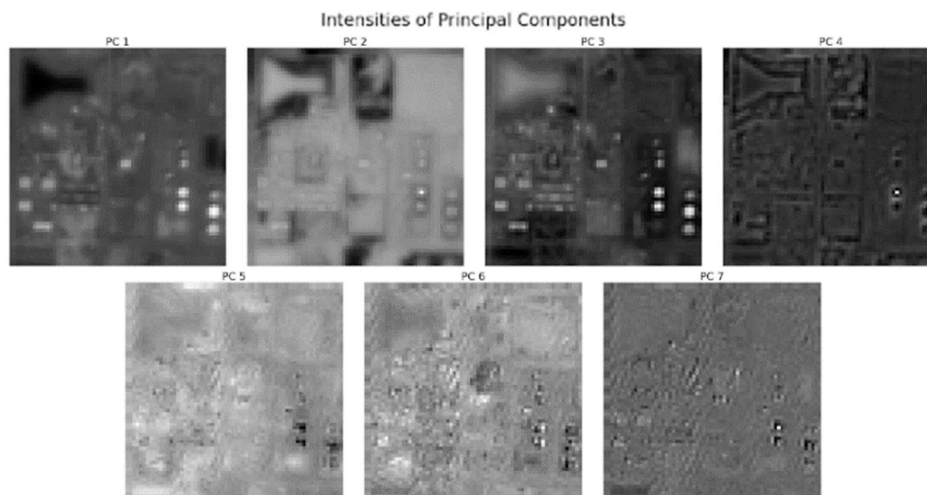 Intensities of Principal Components
PC 1
PC 2
PC 3
PC 4
PC 5
PC 6
PC 7